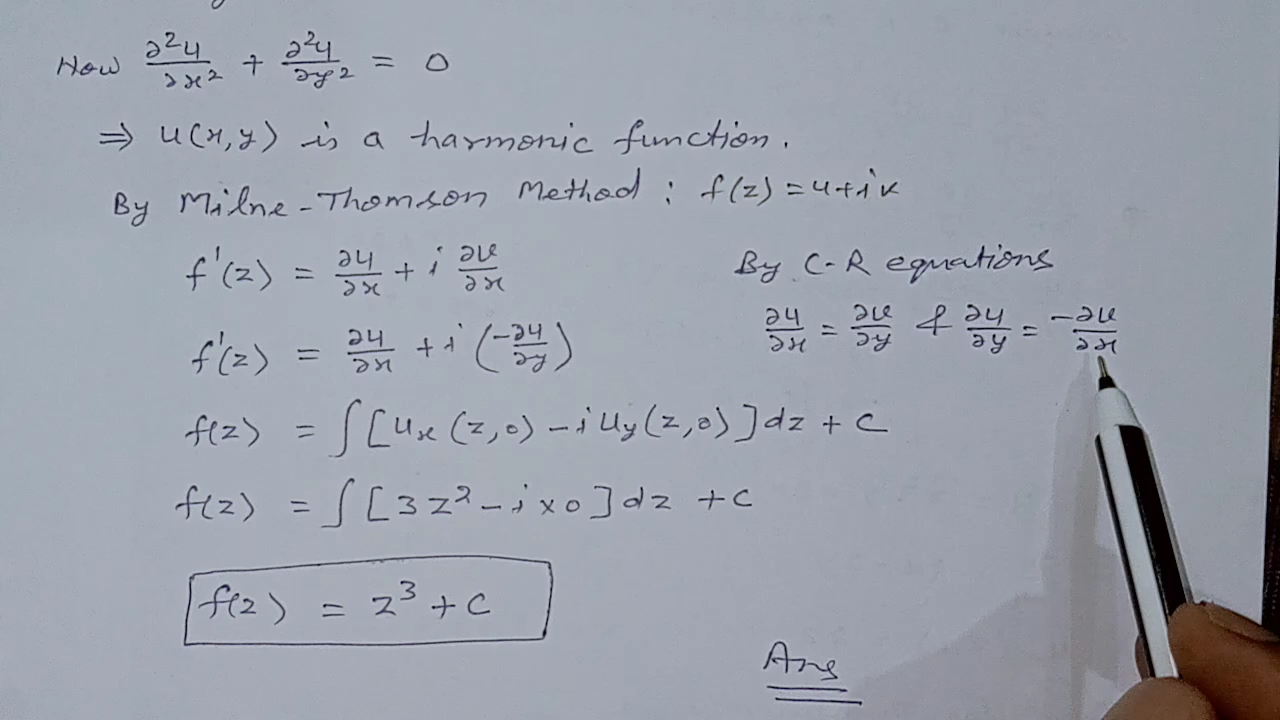 Now ∂²u/∂x² + ∂²u/∂y² = 0
⇒ u(x,y) is a harmonic function.
By Milne-Thomson Method : f(z) = u+iv
f'(z) = ∂u/∂x + i ∂v/∂x
By C-R equations
∂u/∂x = ∂v/∂y & ∂u/∂y = -∂v/∂x
f'(z) = ∂u/∂x + i (-∂u/∂y)
f(z) = ∫[uₓ(z,0) - i u_y(z,0)]dz + c
f(z) = ∫[3z² - i×0]dz + c
f(z) = z³ + c
Ans